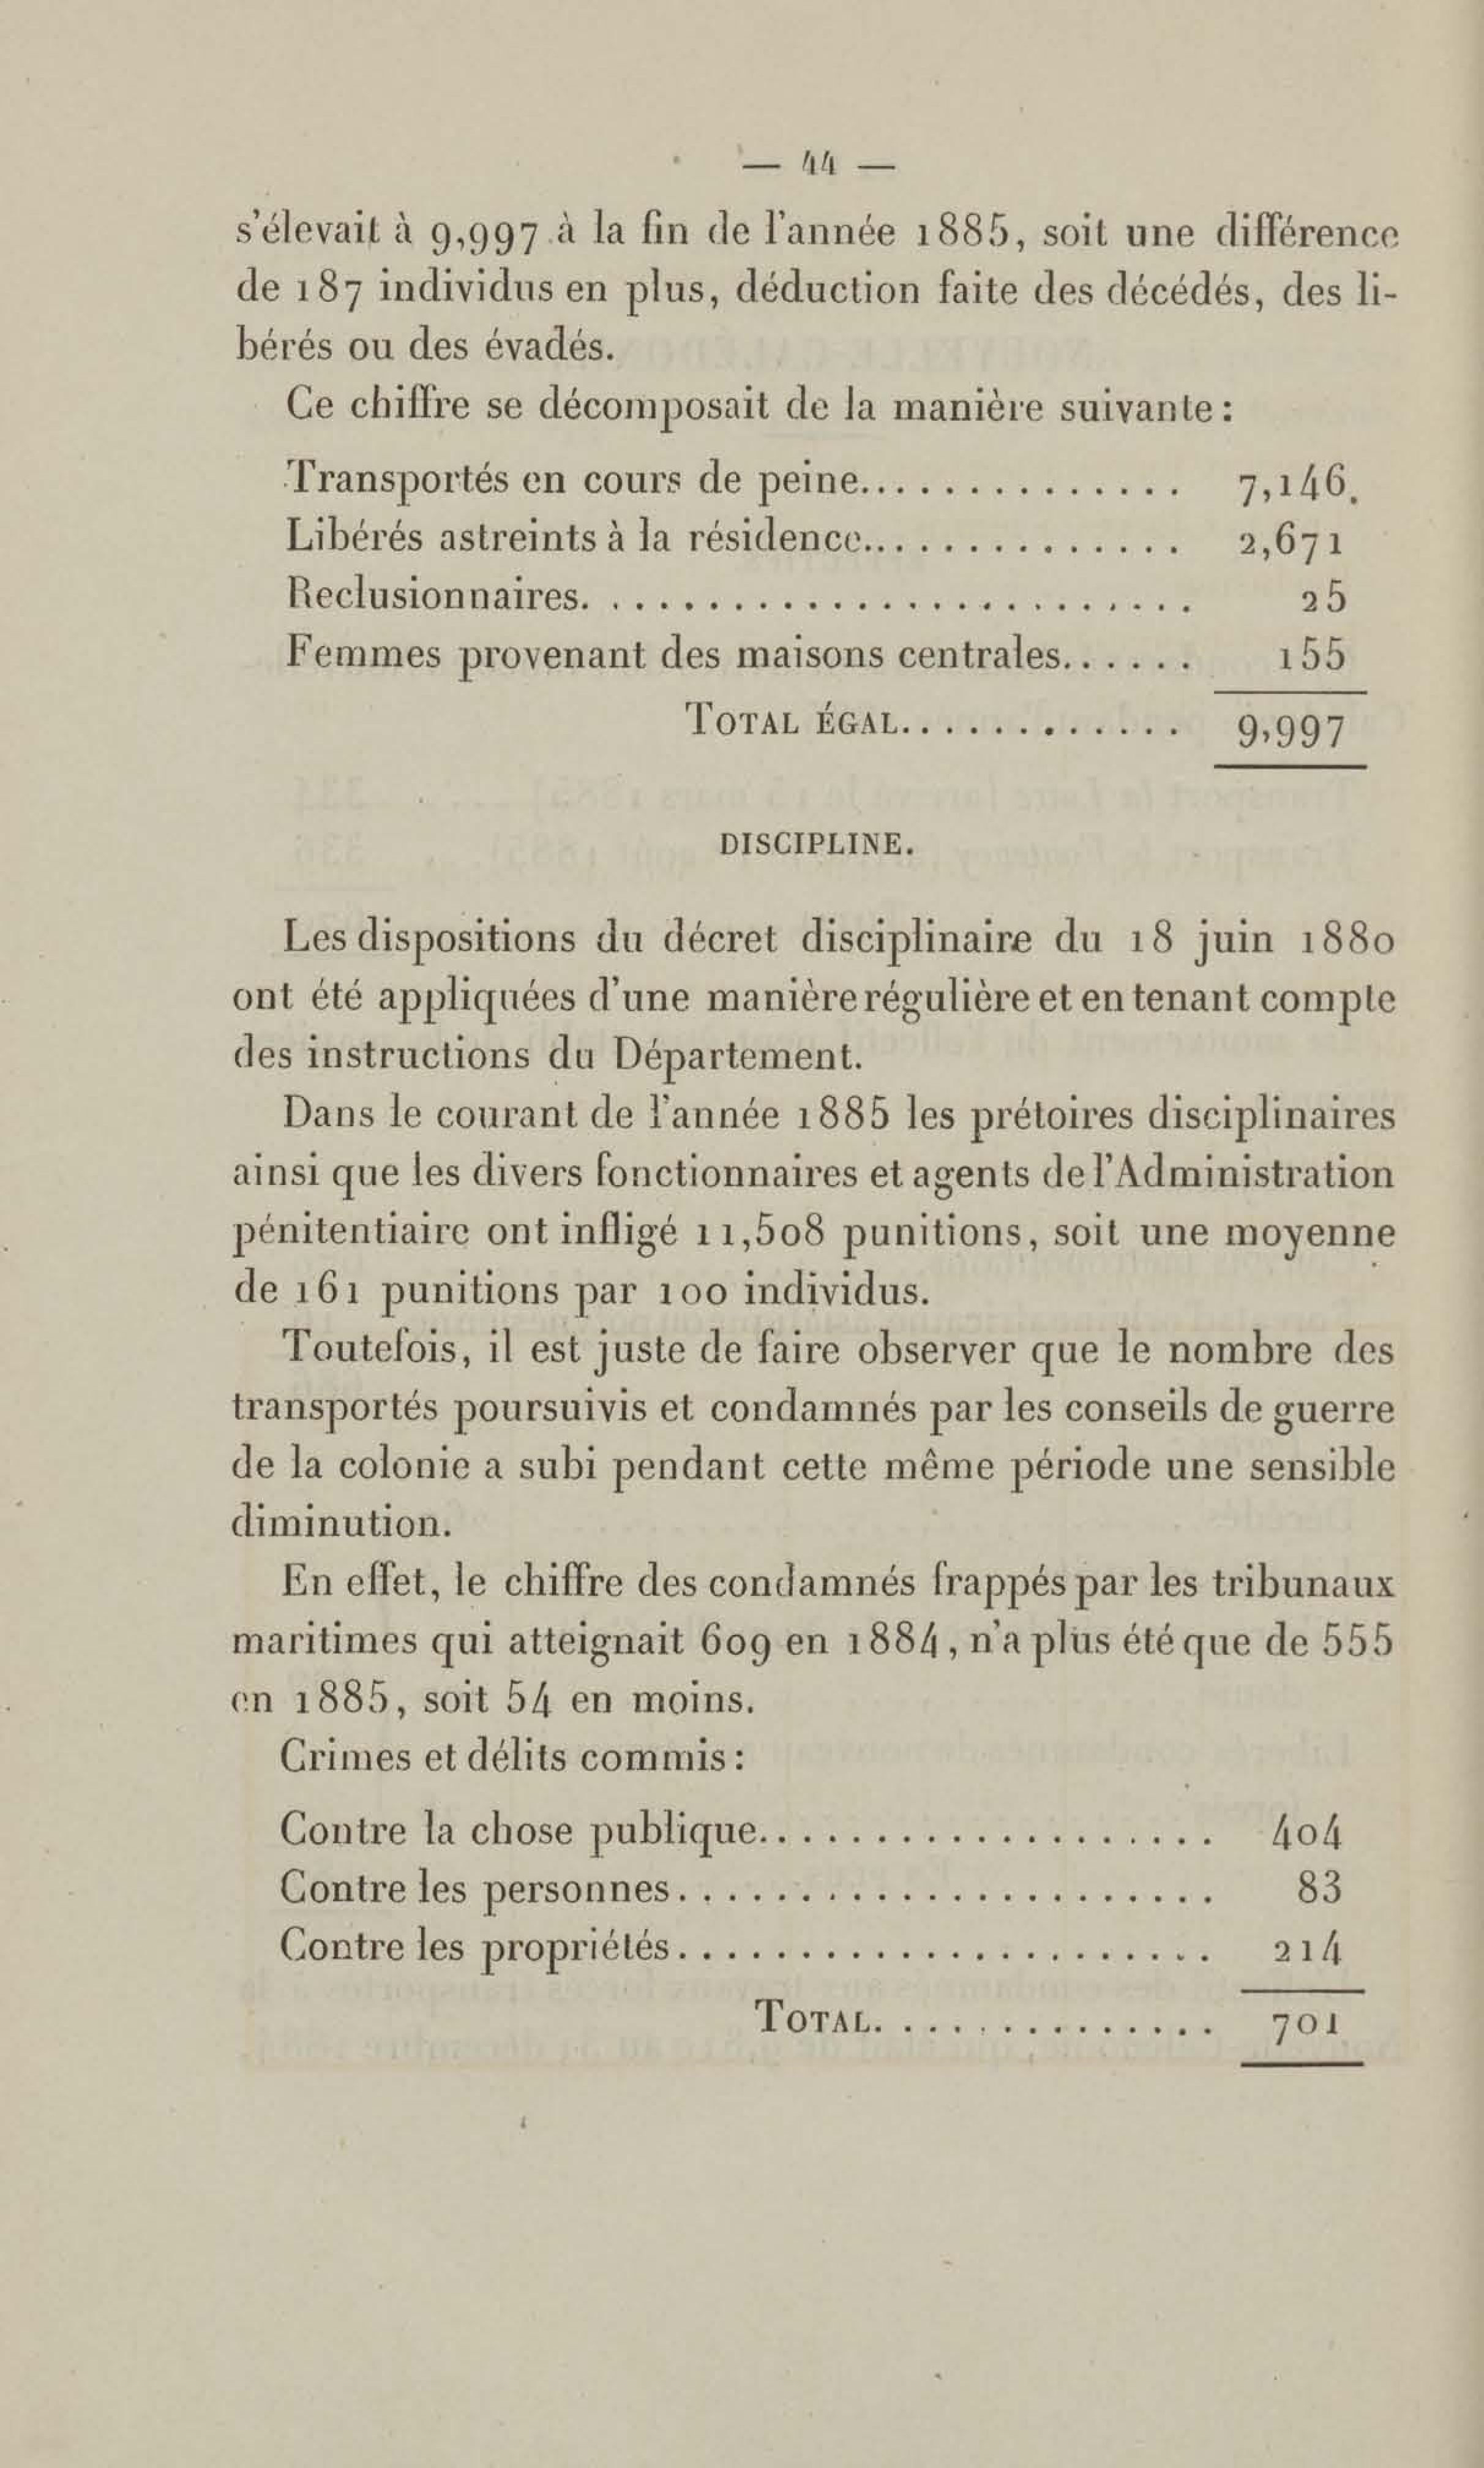 — 44 —
s'élevait à 9,997 à la fin de l'année 1885, soit une différence
de 187 individus en plus, déduction faite des décédés, des li-
bérés ou des évadés.
Ce chiffre se décomposait de la manière suivante :
Transportés en cours de peine............... 7,146.
Libérés astreints à la résidence............... 2,671
Reclusionnaires. ........................ 25
Femmes provenant des maisons centrales...... 155
TOTAL ÉGAL............ 9,997
DISCIPLINE.
Les dispositions du décret disciplinaire du 18 juin 1880
ont été appliquées d'une manière régulière et en tenant compte
des instructions du Département.
Dans le courant de l'année 1885 les prétoires disciplinaires
ainsi que les divers fonctionnaires et agents de l'Administration
pénitentiaire ont infligé 11,508 punitions, soit une moyenne
de 161 punitions par 100 individus.
Toutefois, il est juste de faire observer que le nombre des
transportés poursuivis et condamnés par les conseils de guerre
de la colonie a subi pendant cette même période une sensible
diminution.
En effet, le chiffre des condamnés frappés par les tribunaux
maritimes qui atteignait 609 en 1884, n'a plus été que de 555
en 1885, soit 54 en moins.
Crimes et délits commis :
Contre la chose publique................... 404
Contre les personnes...................... 83
Contre les propriétés...................... 214
TOTAL. ............. 701